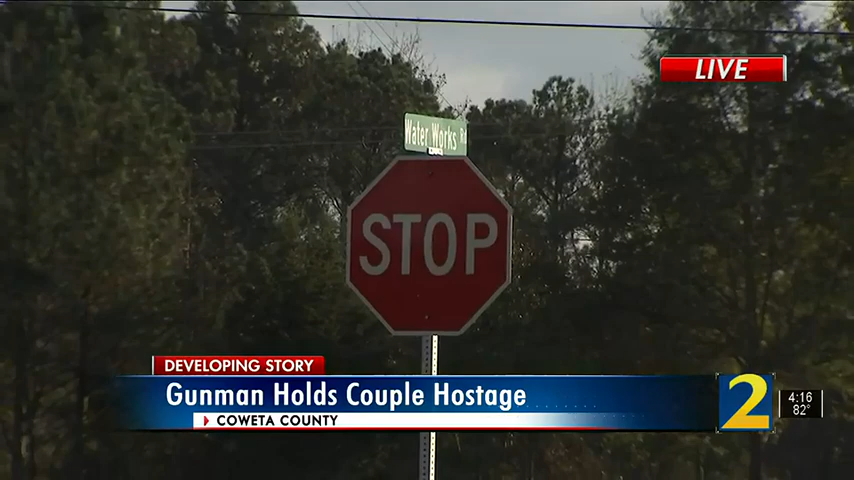 LIVE
Water Works Rd
STOP
DEVELOPING STORY
Gunman Holds Couple Hostage
COWETA COUNTY
2
4:16
82°